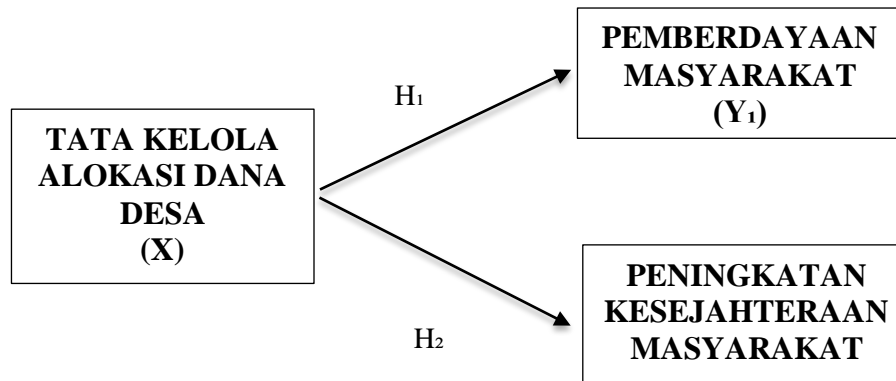 TATA KELOLA
ALOKASI DANA
DESA
(X)
H₁
PEMBERDAYAAN
MASYARAKAT
(Y₁)
H₂
PENINGKATAN
KESEJAHTERAAN
MASYARAKAT